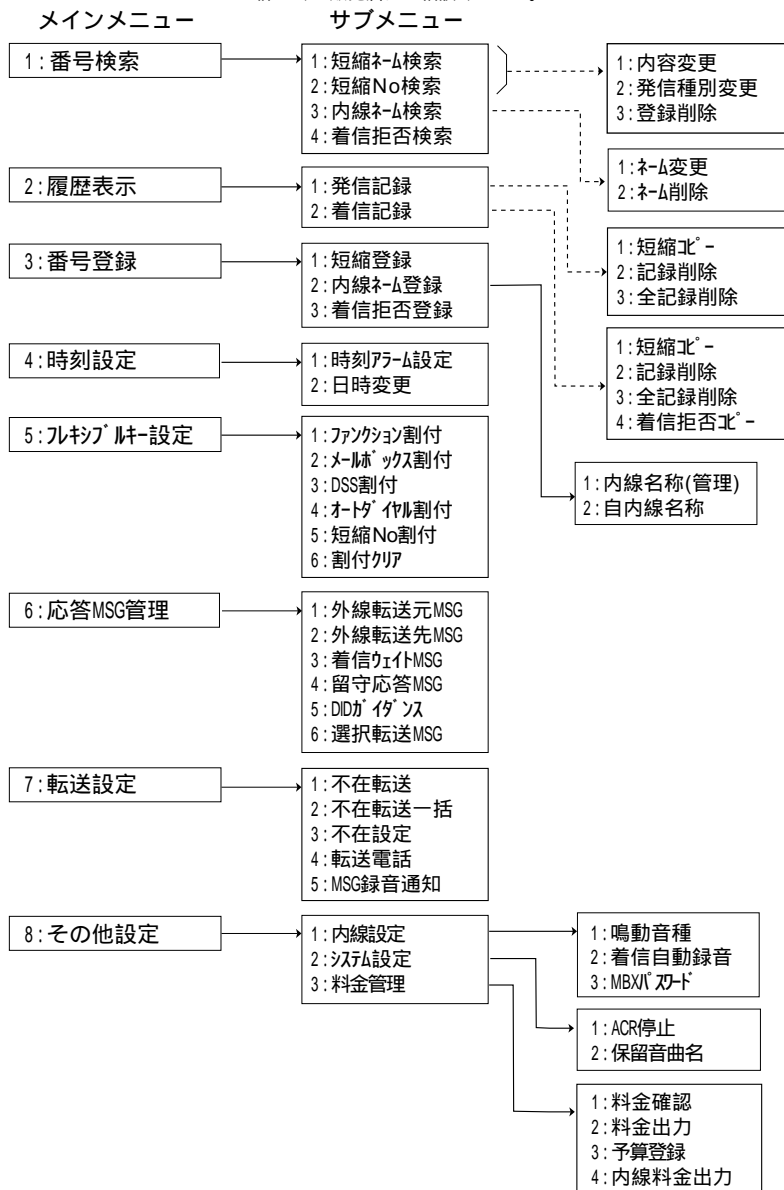 メインメニュー
サブメニュー
1:番号検索
1:短縮ネーム検索
2:短縮No検索
3:内線ネーム検索
4:着信拒否検索
1:内容変更
2:発信種別変更
3:登録削除
1:ネーム変更
2:ネーム削除
2:履歴表示
1:発信記録
2:着信記録
1:短縮コピー
2:記録削除
3:全記録削除
1:短縮コピー
2:記録削除
3:全記録削除
4:着信拒否コピー
3:番号登録
1:短縮登録
2:内線ネーム登録
3:着信拒否登録
1:内線名称(管理)
2:自内線名称
4:時刻設定
1:時刻アラーム設定
2:日時変更
5:フレキシブルキー設定
1:ファンクション割付
2:メールボックス割付
3:DSS割付
4:オートダイヤル割付
5:短縮No割付
6:割付クリア
6:応答MSG管理
1:外線転送元MSG
2:外線転送先MSG
3:着信ウェイトMSG
4:留守応答MSG
5:DIDガイダンス
6:選択転送MSG
7:転送設定
1:不在転送
2:不在転送一括
3:不在設定
4:転送電話
5:MSG録音通知
8:その他設定
1:内線設定
2:システム設定
3:料金管理
1:鳴動音種
2:着信自動録音
3:MBXパスワード
1:ACR停止
2:保留音曲名
1:料金確認
2:料金出力
3:予算登録
4:内線料金出力